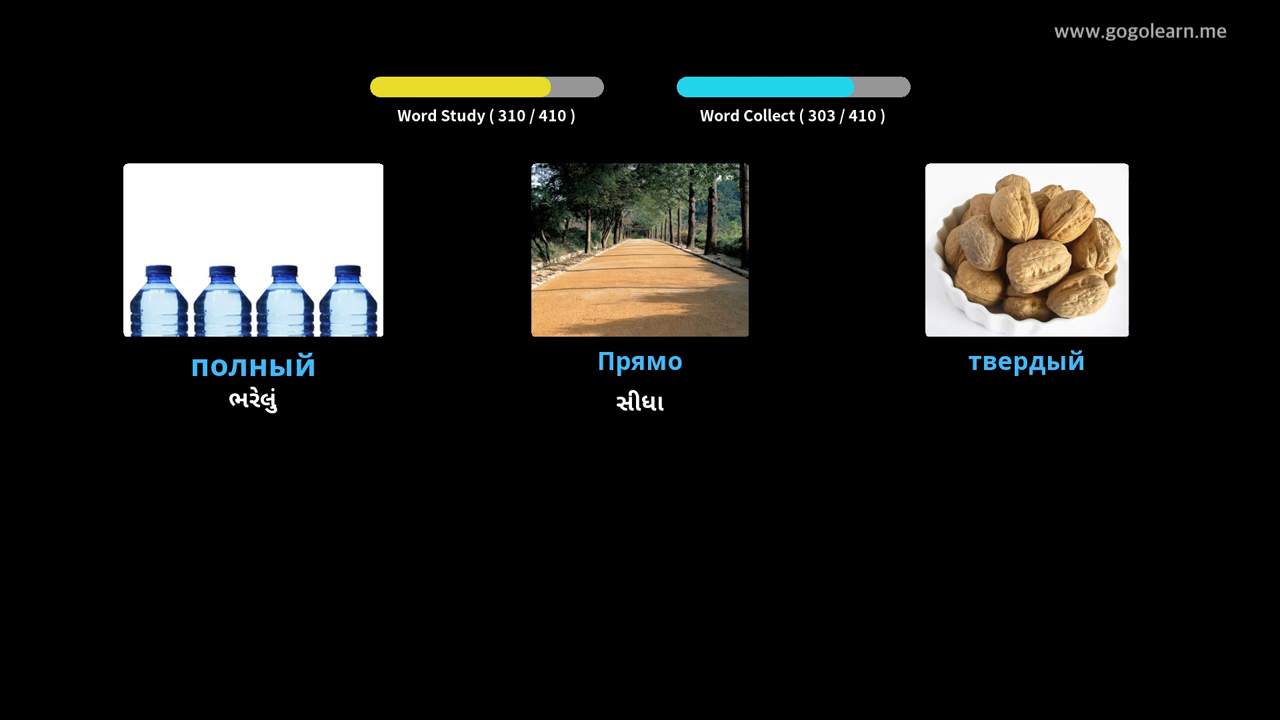 www.gogolearn.me
Word Study ( 310 / 410 )
Word Collect ( 303 / 410 )
полный
Прямо
твердый
ભરેલું
સીધા